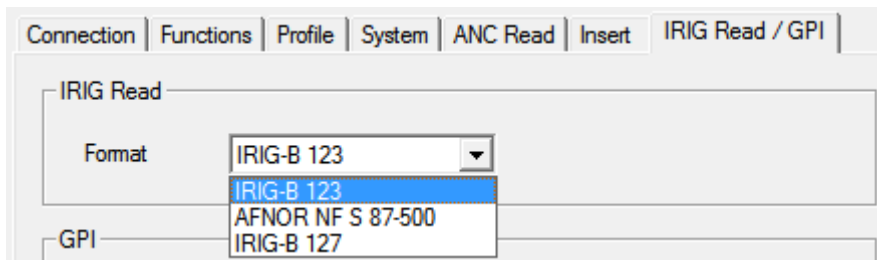 Connection Functions Profile System ANC Read Insert IRIG Read / GPI
IRIG Read
Format IRIG-B 123
IRIG-B 123
AFNOR NF S 87-500
IRIG-B 127
GPI